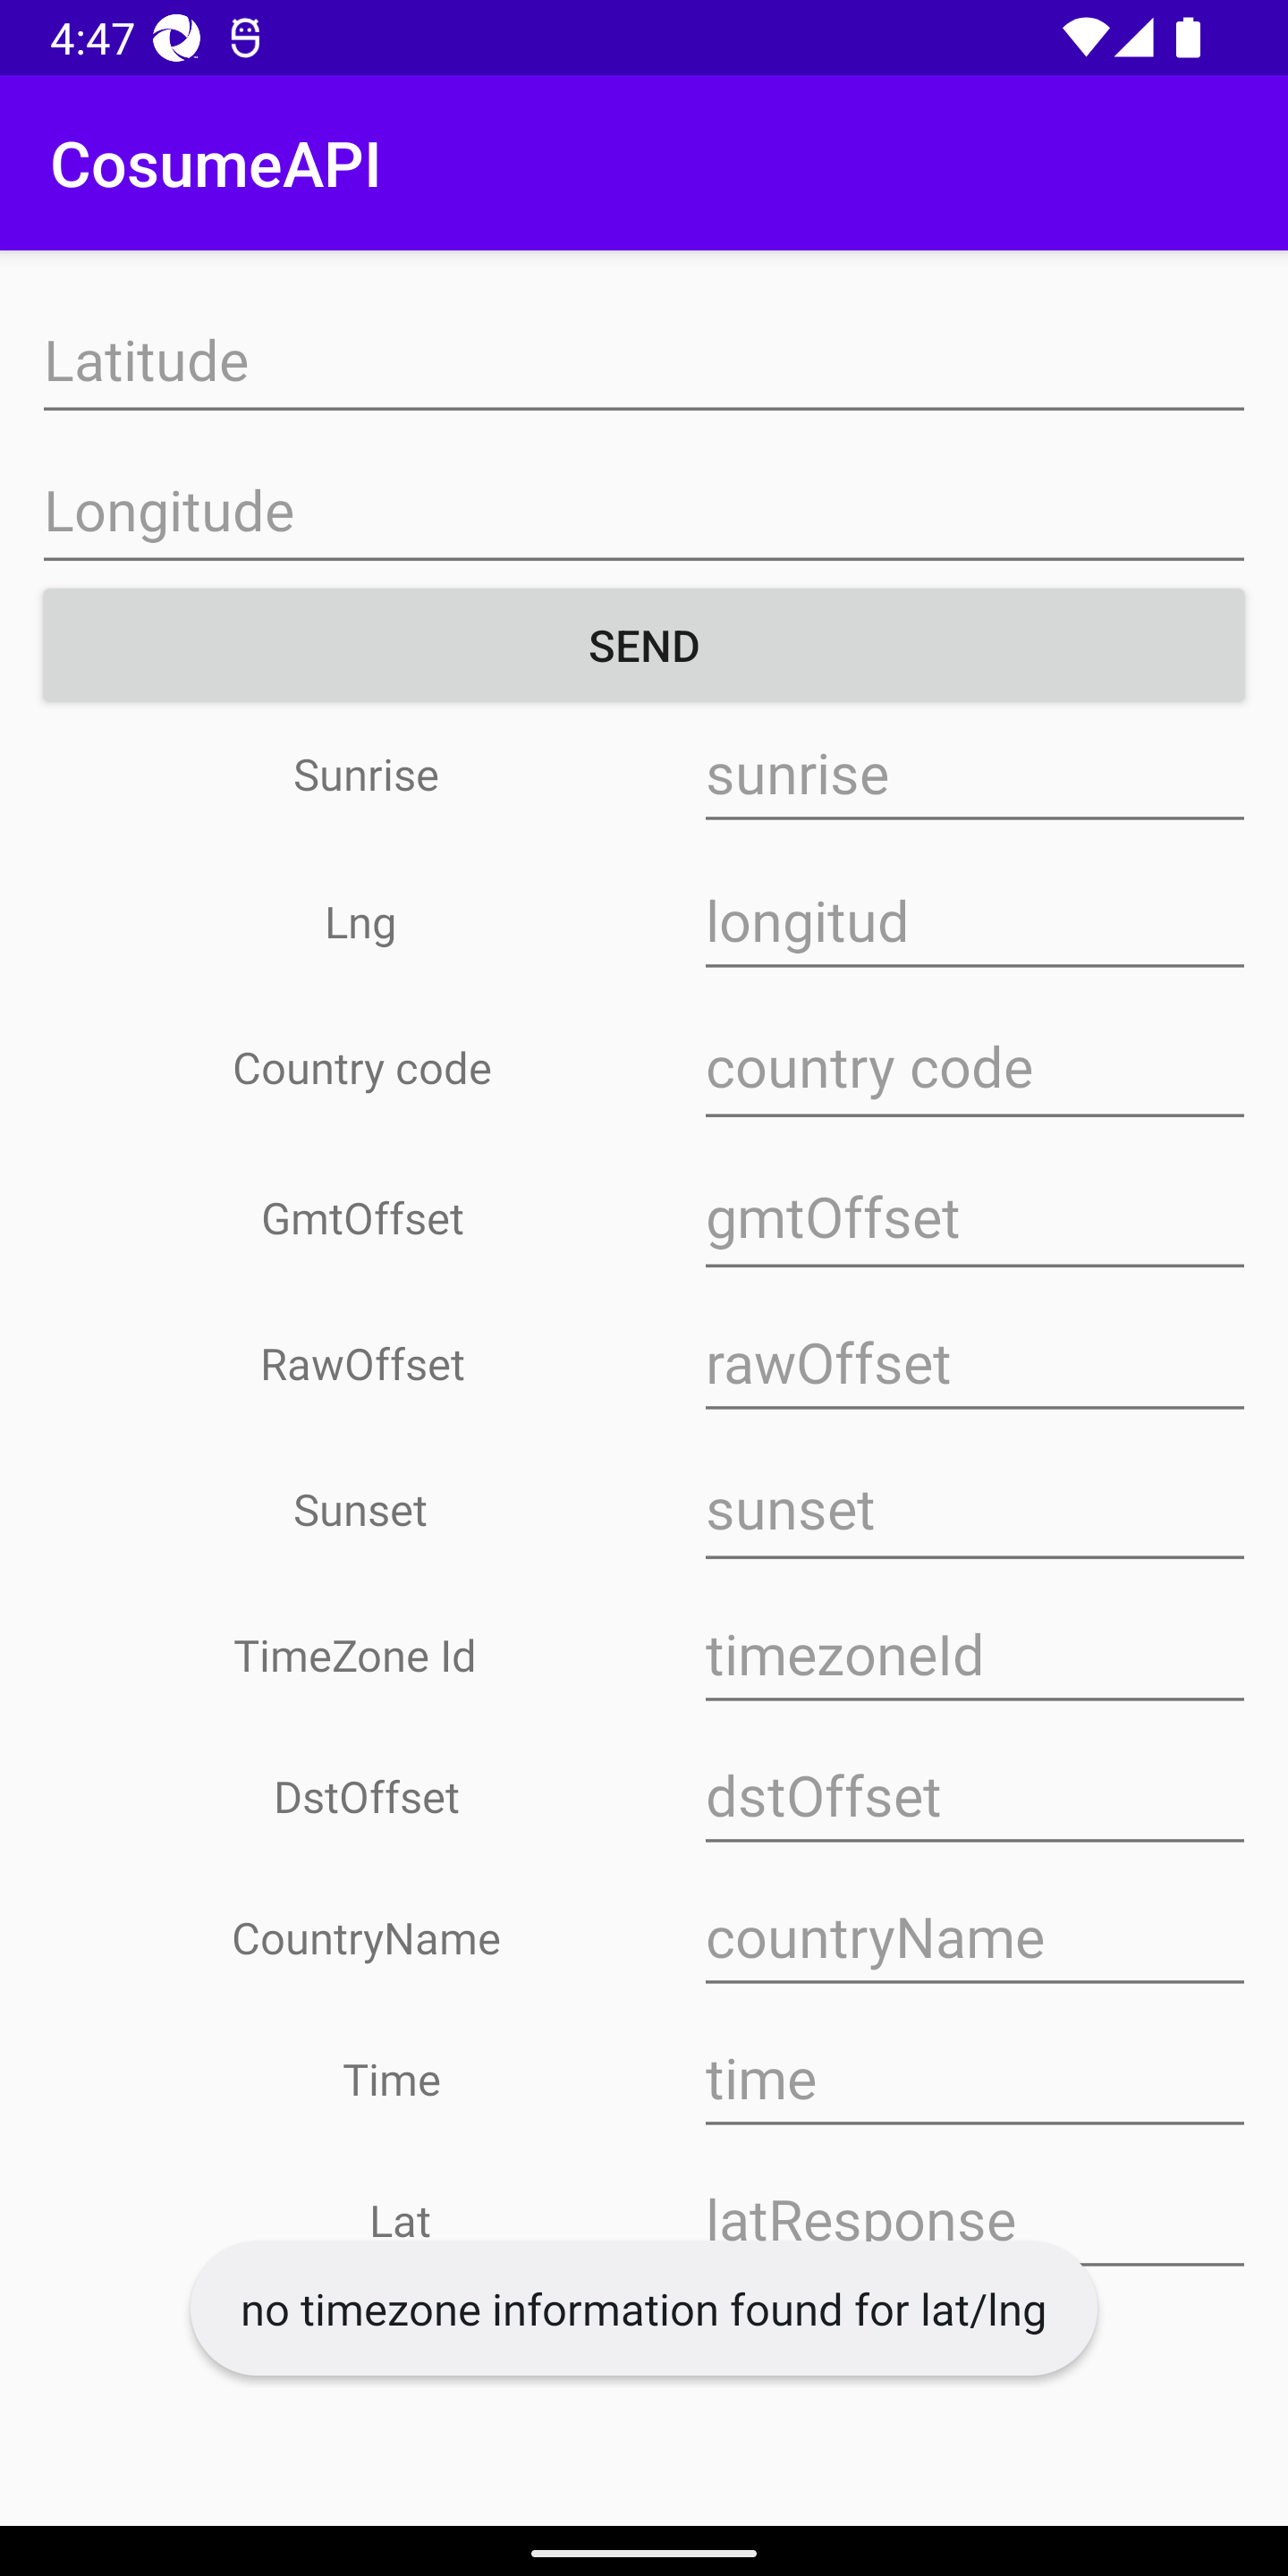 4:47
CosumeAPI
Latitude
Longitude
SEND
Sunrise sunrise
Lng longitud
Country code country code
GmtOffset gmtOffset
RawOffset rawOffset
Sunset sunset
TimeZone Id timezoneId
DstOffset dstOffset
CountryName countryName
Time time
Lat latResponse
no timezone information found for lat/lng